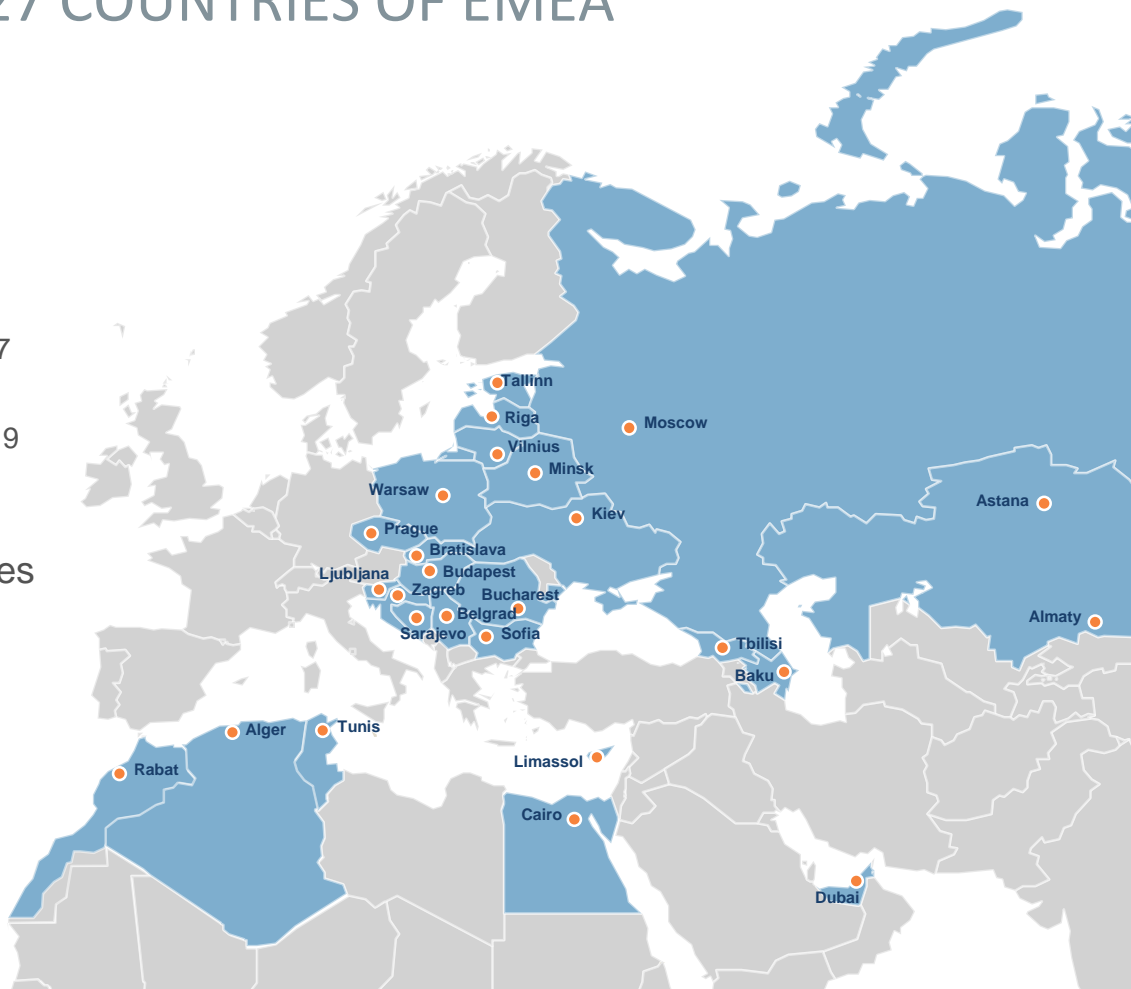 27 COUNTRIES OF EMEA
7
9
es
Tallinn
Riga
Moscow
Vilnius
Minsk
Warsaw
Astana
Kiev
Prague
Bratislava
Budapest
Ljubljana
Zagreb
Bucharest
Belgrad
Almaty
Sarajevo
Sofia
Tbilisi
Baku
Tunis
Alger
Limassol
Rabat
Cairo
Dubai